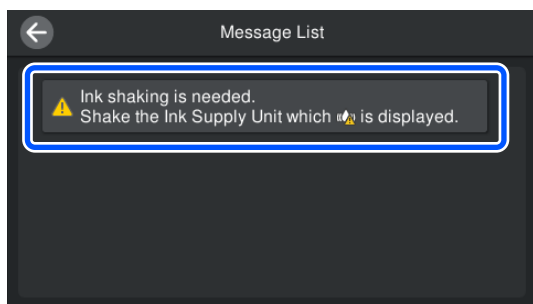 Message List
Ink shaking is needed.
Shake the Ink Supply Unit which is displayed.